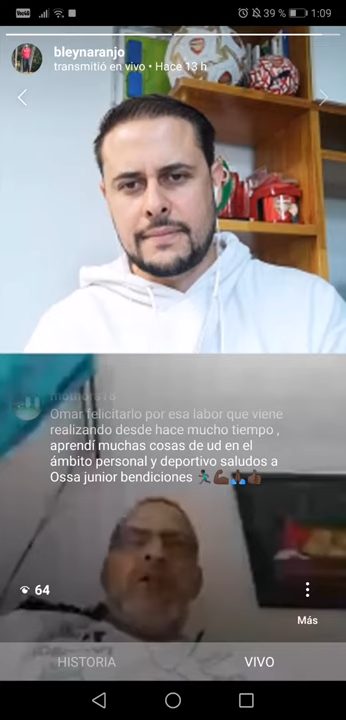 1:09
39 %
bleynaranjo
transmitió en vivo • Hace 13 h
Omar felicitarlo por esa labor que viene
realizando desde hace mucho tiempo ,
aprendí muchas cosas de ud en el
ámbito personal y deportivo saludos a
Ossa junior bendiciones
64
Más
HISTORIA
VIVO